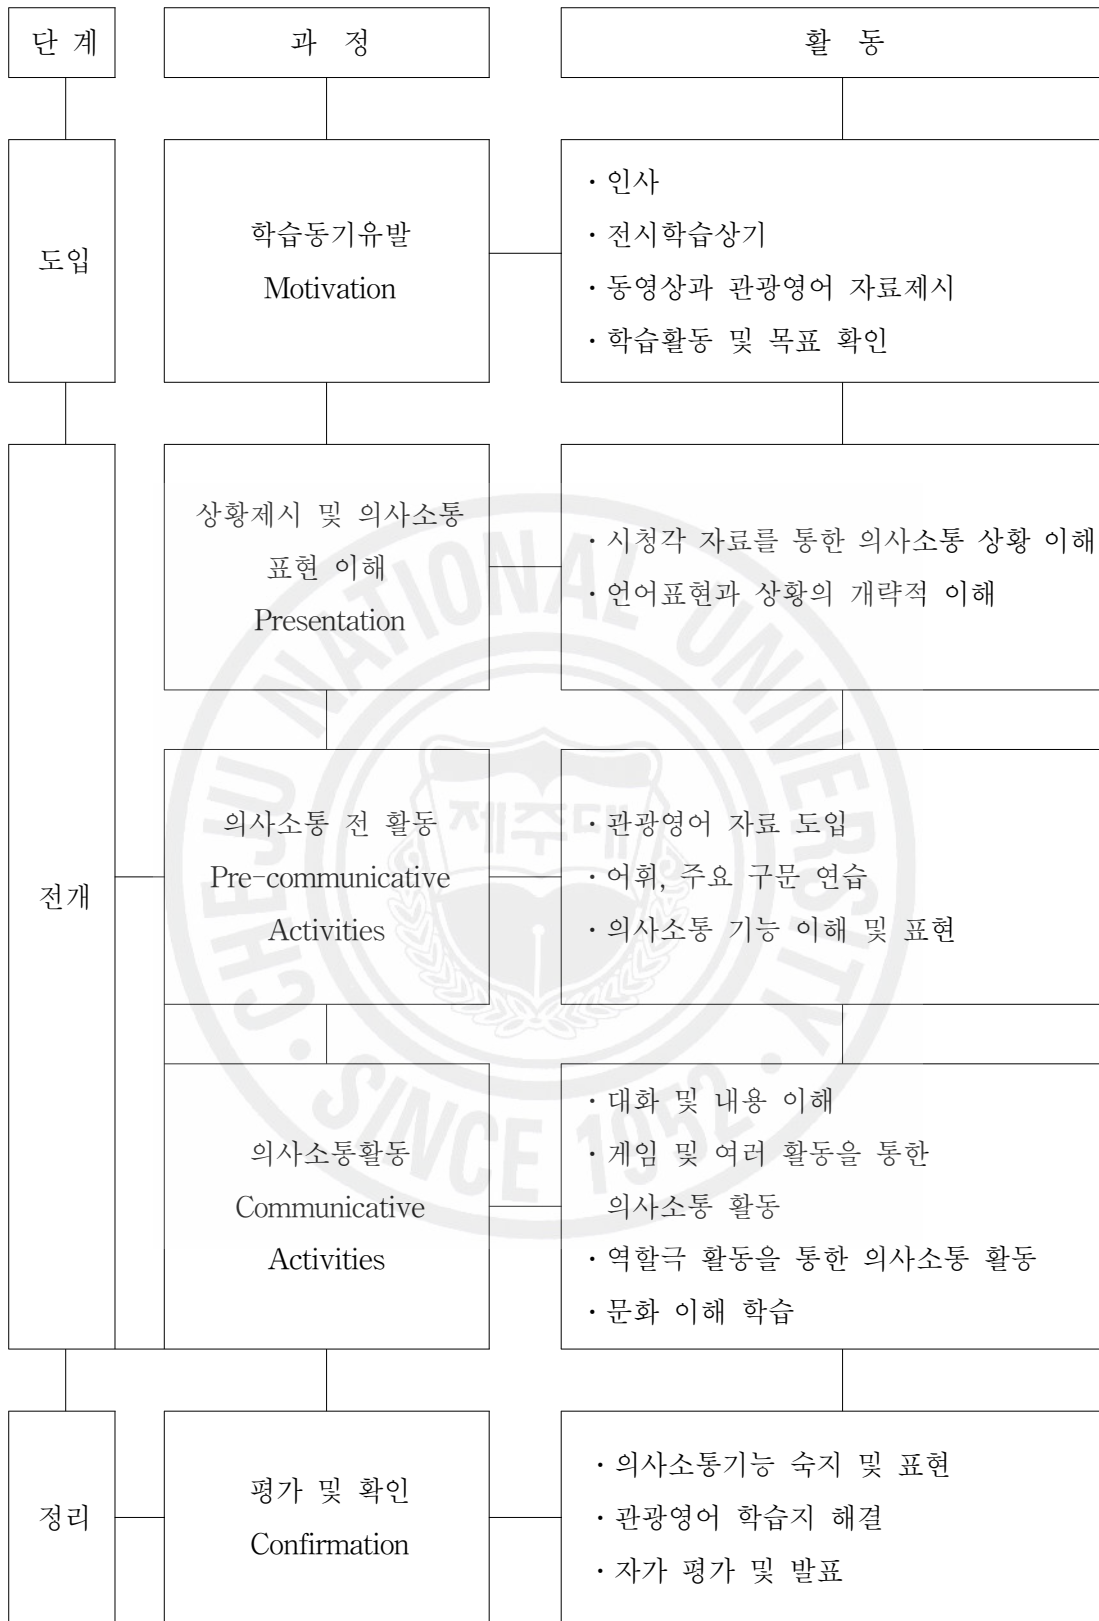 단 계
과 정
활 동
도입
학습동기유발
Motivation
· 인사
· 전시학습상기
· 동영상과 관광영어 자료제시
· 학습활동 및 목표 확인
전개
상황제시 및 의사소통
표현 이해
Presentation
· 시청각 자료를 통한 의사소통 상황 이해
· 언어표현과 상황의 개략적 이해
의사소통 전 활동
Pre-communicative
Activities
· 관광영어 자료 도입
· 어휘, 주요 구문 연습
· 의사소통 기능 이해 및 표현
의사소통활동
Communicative
Activities
· 대화 및 내용 이해
· 게임 및 여러 활동을 통한
의사소통 활동
· 역할극 활동을 통한 의사소통 활동
· 문화 이해 학습
정리
평가 및 확인
Confirmation
· 의사소통기능 숙지 및 표현
· 관광영어 학습지 해결
· 자가 평가 및 발표
CHEJU NATIONAL UNIVERSITY
제주대
· SINCE 1952 ·